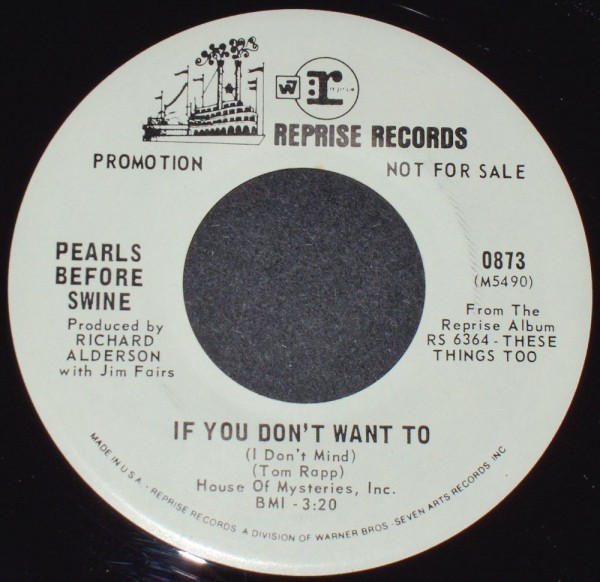 W7 r reprise
REPRISE RECORDS
PROMOTION
NOT FOR SALE
PEARLS
BEFORE
SWINE
Produced by
RICHARD
ALDERSON
with Jim Fairs
0873
(M5490)
From The
Reprise Album
RS 6364 - THESE
THINGS TOO
IF YOU DON'T WANT TO
(I Don't Mind)
(Tom Rapp)
House Of Mysteries, Inc.
BMI - 3:20
MADE IN U.S.A. - REPRISE RECORDS A DIVISION OF WARNER BROS.-SEVEN ARTS RECORDS, INC